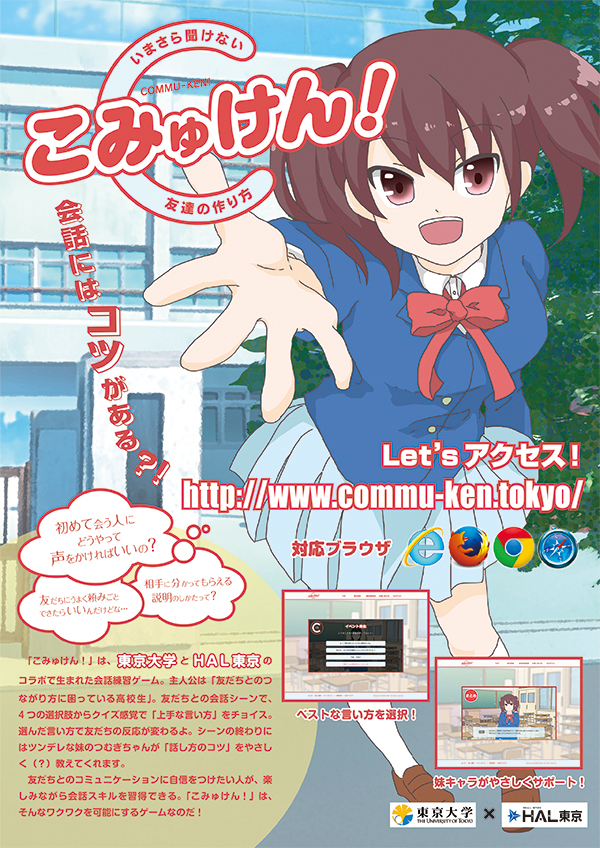 いまさら聞けない
COMMU-KEN!
こみゅけん!
友達の作り方
会話にはコツがある?!
Let'sアクセス!
http://www.commu-ken.tokyo/
対応ブラウザ
初めて会う人に
どうやって
声をかければいいの?
友だちにうまく頼みごと
できたらいいんだけどな…
相手に分かってもらえる
説明のしかたって?
イベント発生
ベストな言い方を選択!
まとめ
妹キャラがやさしくサポート!
「こみゅけん!」は、東京大学とHAL東京の
コラボで生まれた会話練習ゲーム。主人公は「友だちとのつ
ながり方に困っている高校生」。友だちとの会話シーンで、
4つの選択肢からクイズ感覚で「上手な言い方」をチョイス。
選んだ言い方で友だちの反応が変わるよ。シーンの終わりに
はツンデレな妹のつむぎちゃんが「話し方のコツ」をやさし
く(?)教えてくれます。
友だちとのコミュニケーションに自信をつけたい人が、楽
しみながら会話スキルを習得できる。「こみゅけん!」は、
そんなワクワクを可能にするゲームなのだ!
東京大学
THE UNIVERSITY OF TOKYO
×
HAL東京